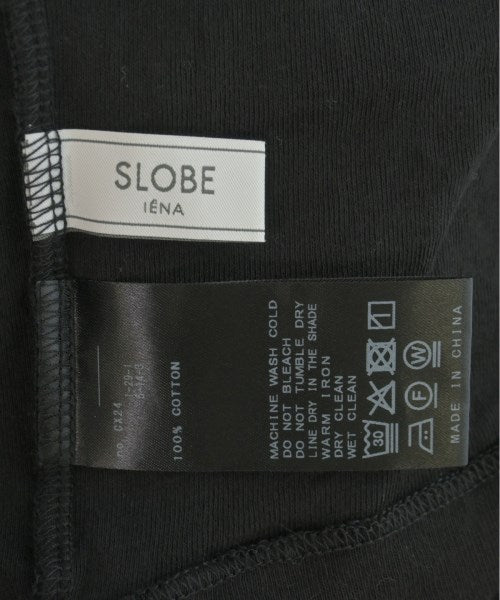 SLOBE
IÉNA
100% COTTON
MACHINE WASH COLD
DO NOT BLEACH
DO NOT TUMBLE DRY
LINE DRY IN THE SHADE
WARM IRON
DRY CLEAN
WET CLEAN
30
F
W
MADE IN CHINA